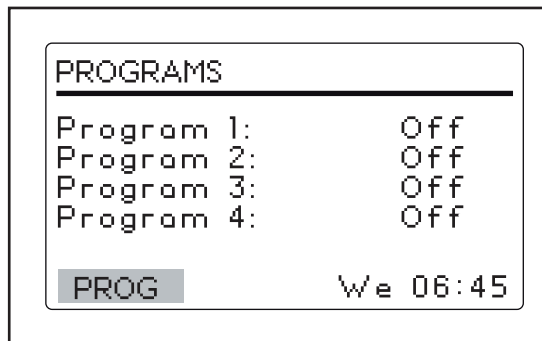 PROGRAMS
Program 1: Off
Program 2: Off
Program 3: Off
Program 4: Off
PROG We 06:45